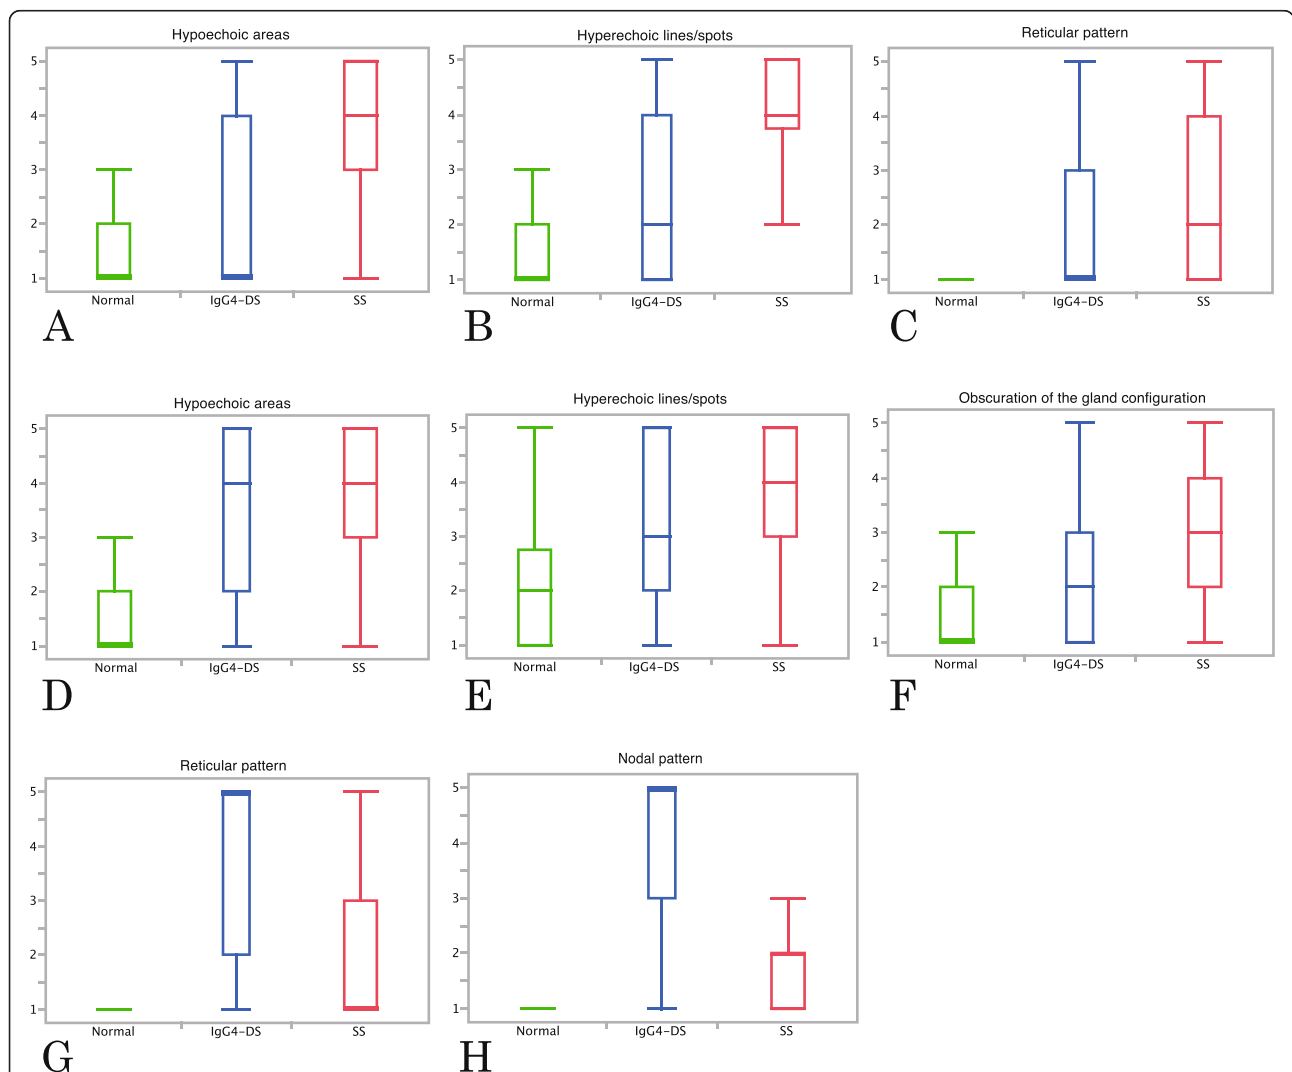 Hypoechoic areas
5
4
3
2
1
Normal IgG4-DS SS
A
Hyperechoic lines/spots
5
4
3
2
1
Normal IgG4-DS SS
B
Reticular pattern
5
4
3
2
1
Normal IgG4-DS SS
C
Hypoechoic areas
5
4
3
2
1
Normal IgG4-DS SS
D
Hyperechoic lines/spots
5
4
3
2
1
Normal IgG4-DS SS
E
Obscuration of the gland configuration
5
4
3
2
1
Normal IgG4-DS SS
F
Reticular pattern
5
4
3
2
1
Normal IgG4-DS SS
G
Nodal pattern
5
4
3
2
1
Normal IgG4-DS SS
H